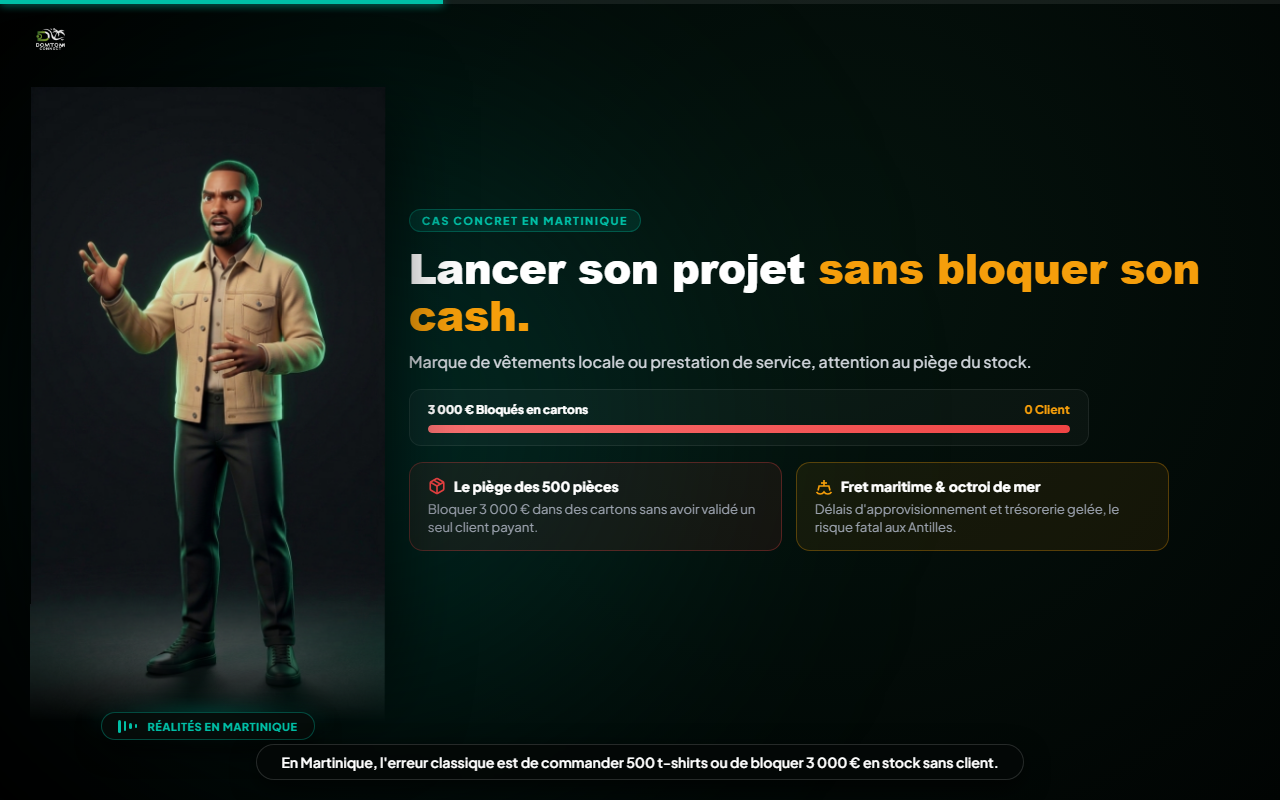 DOMTOM
CONNECT
CAS CONCRET EN MARTINIQUE
Lancer son projet sans bloquer son
cash.
Marque de vêtements locale ou prestation de service, attention au piège du stock.
3 000 € Bloqués en cartons
0 Client
Le piège des 500 pièces
Bloquer 3 000 € dans des cartons sans avoir validé un
seul client payant.
Fret maritime & octroi de mer
Délais d'approvisionnement et trésorerie gelée, le
risque fatal aux Antilles.
RÉALITÉS EN MARTINIQUE
En Martinique, l'erreur classique est de commander 500 t-shirts ou de bloquer 3 000 € en stock sans client.